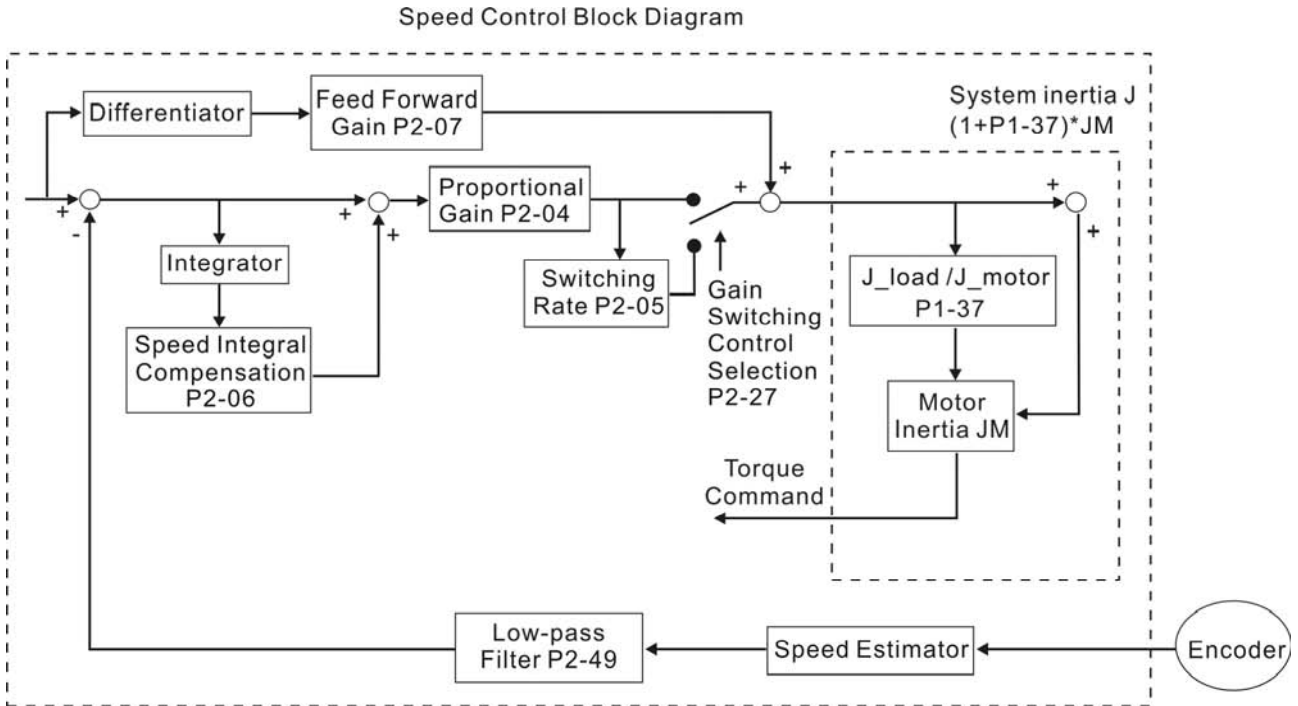 Speed Control Block Diagram
Differentiator
Feed Forward
Gain P2-07
System inertia J
(1+P1-37)*JM
+
+
-
+
+
Proportional
Gain P2-04
+
+
+
Integrator
Switching
Rate P2-05
Gain
Switching
Control
Selection
P2-27
J_load /J_motor
P1-37
Speed Integral
Compensation
P2-06
Motor
Inertia JM
Torque
Command
Low-pass
Filter P2-49
Speed Estimator
Encoder